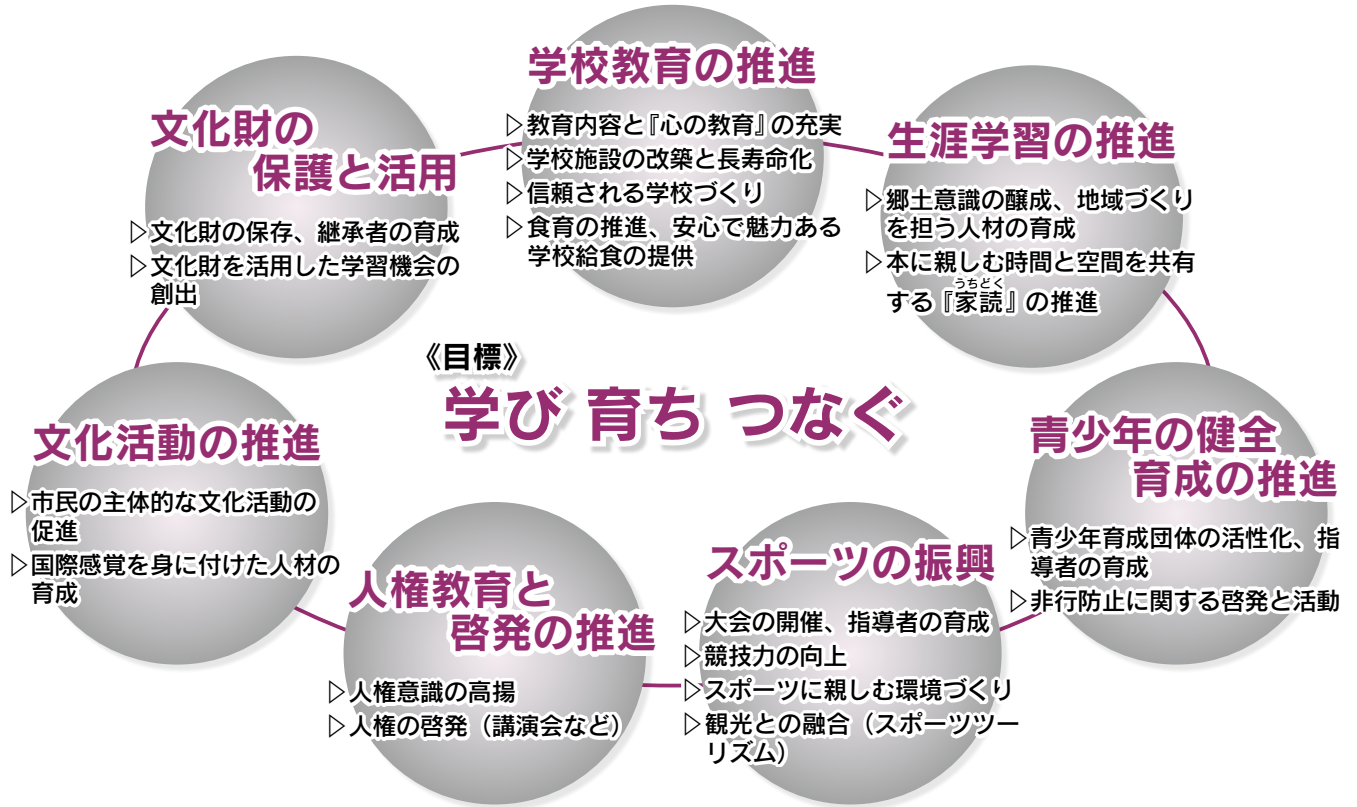 学校教育の推進
▷教育内容と『心の教育』の充実
▷学校施設の改築と長寿命化
▷信頼される学校づくり
▷食育の推進、安心で魅力ある
学校給食の提供
生涯学習の推進
▷郷土意識の醸成、地域づくり
を担う人材の育成
▷本に親しむ時間と空間を共有
うちどく
する『家読』の推進
青少年の健全
育成の推進
▷青少年育成団体の活性化、指
導者の育成
▷非行防止に関する啓発と活動
スポーツの振興
▷大会の開催、指導者の育成
▷競技力の向上
▷スポーツに親しむ環境づくり
▷観光との融合（スポーツツー
リズム）
人権教育と
啓発の推進
▷人権意識の高揚
▷人権の啓発（講演会など）
文化活動の推進
▷市民の主体的な文化活動の
促進
▷国際感覚を身に付けた人材の
育成
文化財の
保護と活用
▷文化財の保存、継承者の育成
▷文化財を活用した学習機会の
創出
《目標》
学び 育ち つなぐ